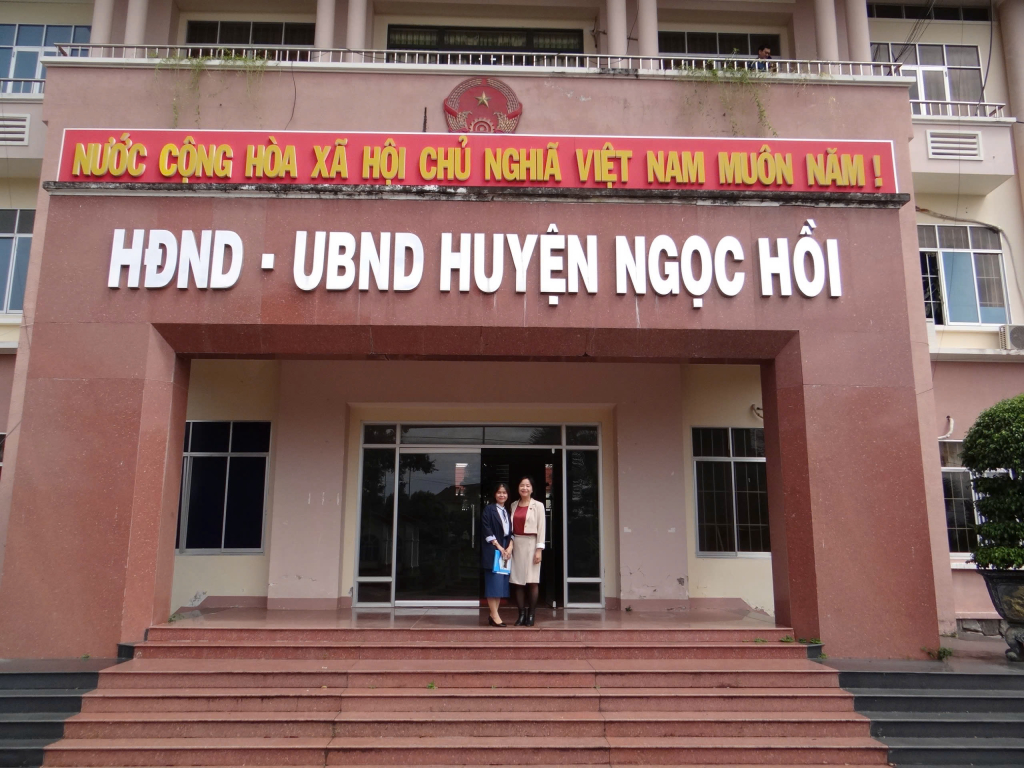 NƯỚC CỘNG HÒA XÃ HỘI CHỦ NGHĨA VIỆT NAM MUÔN NĂM !
HĐND - UBND HUYỆN NGỌC HỒI